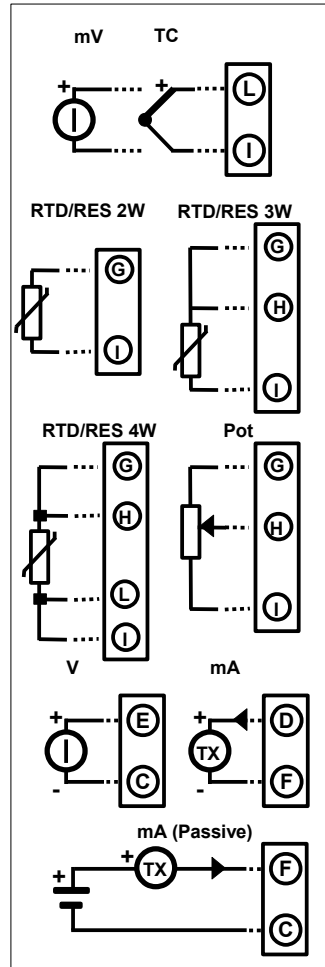 mV TC
+ +
L
I
RTD/RES 2W RTD/RES 3W
G G
H
I I
RTD/RES 4W Pot
G G
H H
L
I I
V mA
+ E + D
TX
- C - F
mA (Passive)
+ + TX F
C